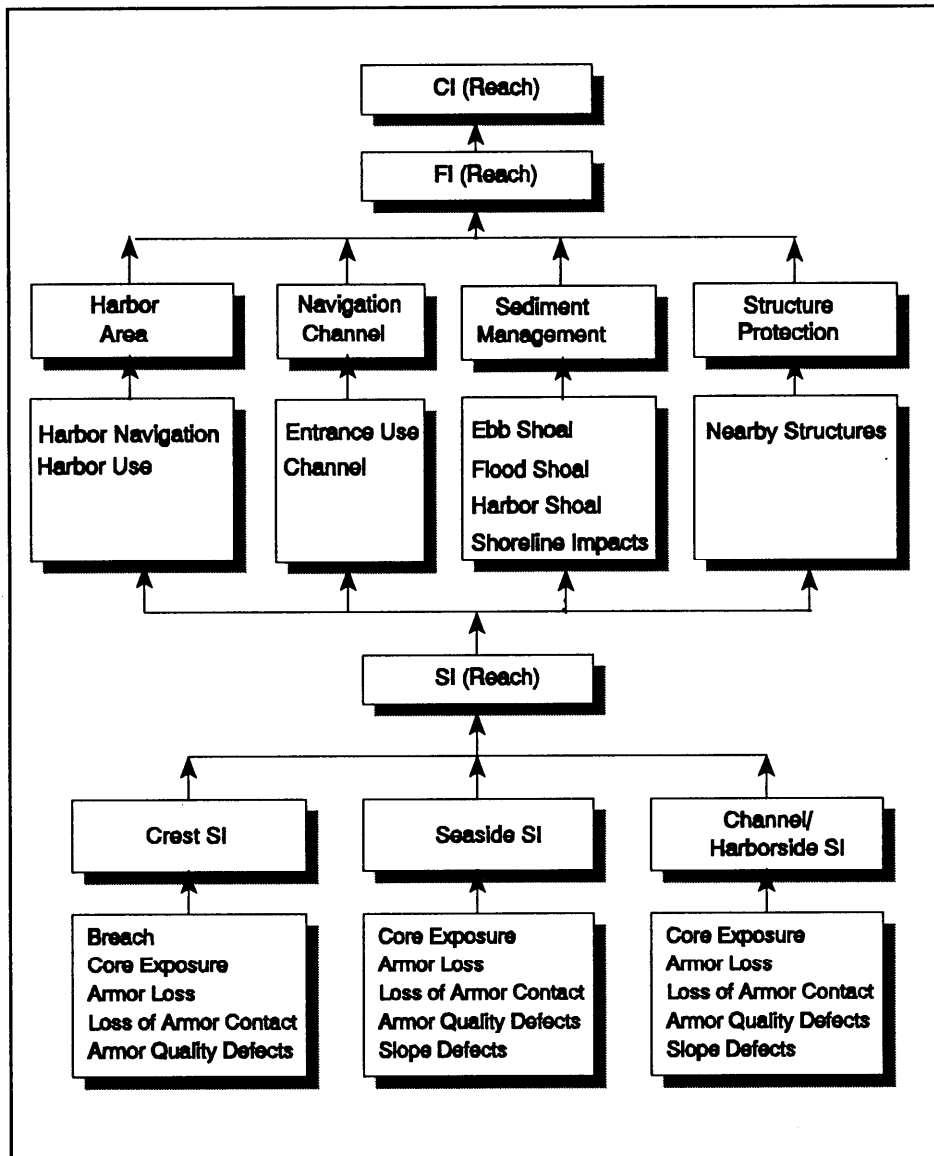 CI (Reach)
FI (Reach)
Harbor
Area
Navigation
Channel
Sediment
Management
Structure
Protection
Harbor Navigation
Harbor Use
Entrance Use
Channel
Ebb Shoal
Flood Shoal
Harbor Shoal
Shoreline Impacts
Nearby Structures
SI (Reach)
Crest SI
Seaside SI
Channel/
Harborside SI
Breach
Core Exposure
Armor Loss
Loss of Armor Contact
Armor Quality Defects
Core Exposure
Armor Loss
Loss of Armor Contact
Armor Quality Defects
Slope Defects
Core Exposure
Armor Loss
Loss of Armor Contact
Armor Quality Defects
Slope Defects